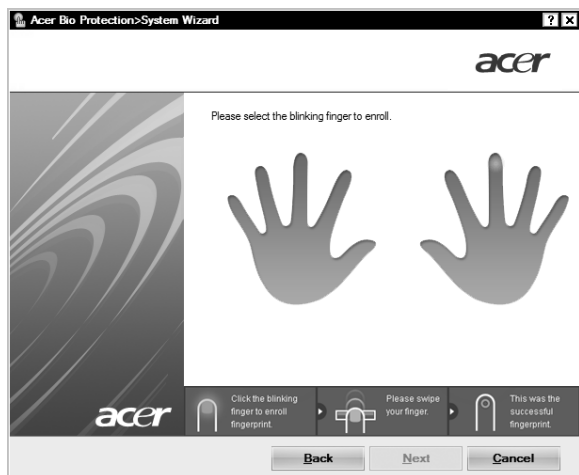 Acer Bio Protection>System Wizard
acer
Please select the blinking finger to enroll.
acer
Click the blinking
finger to enroll
fingerprint.
Please swipe
your finger.
This was the
successful
fingerprint.
Back
Next
Cancel